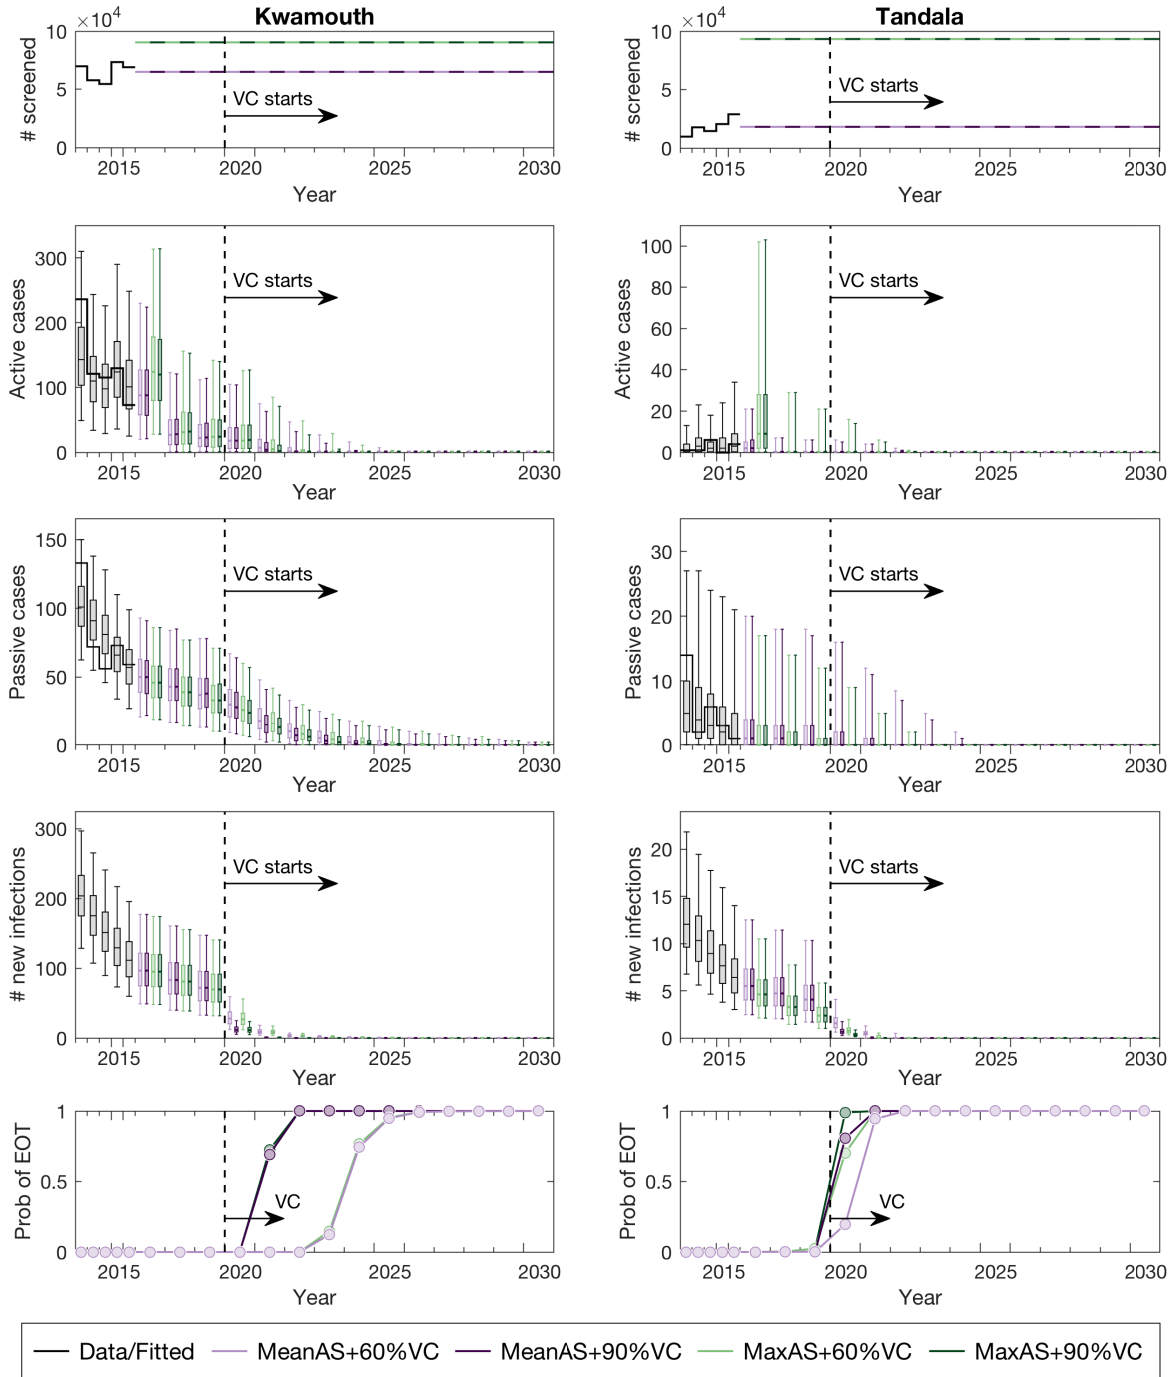 Kwamouth
Tandala
×10⁴
10
5
0
# screened
VC starts
2015 2020 2025 2030
Year
×10⁴
10
5
0
# screened
VC starts
2015 2020 2025 2030
Year
300
200
100
0
Active cases
VC starts
2015 2020 2025 2030
Year
100
80
60
40
20
0
Active cases
VC starts
2015 2020 2025 2030
Year
150
100
50
0
Passive cases
VC starts
2015 2020 2025 2030
Year
30
20
10
0
Passive cases
VC starts
2015 2020 2025 2030
Year
300
200
100
0
# new infections
VC starts
2015 2020 2025 2030
Year
20
15
10
5
0
# new infections
VC starts
2015 2020 2025 2030
Year
1
0.5
0
Prob of EOT
VC
2015 2020 2025 2030
Year
1
0.5
0
Prob of EOT
VC
2015 2020 2025 2030
Year
Data/Fitted MeanAS+60%VC MeanAS+90%VC MaxAS+60%VC MaxAS+90%VC